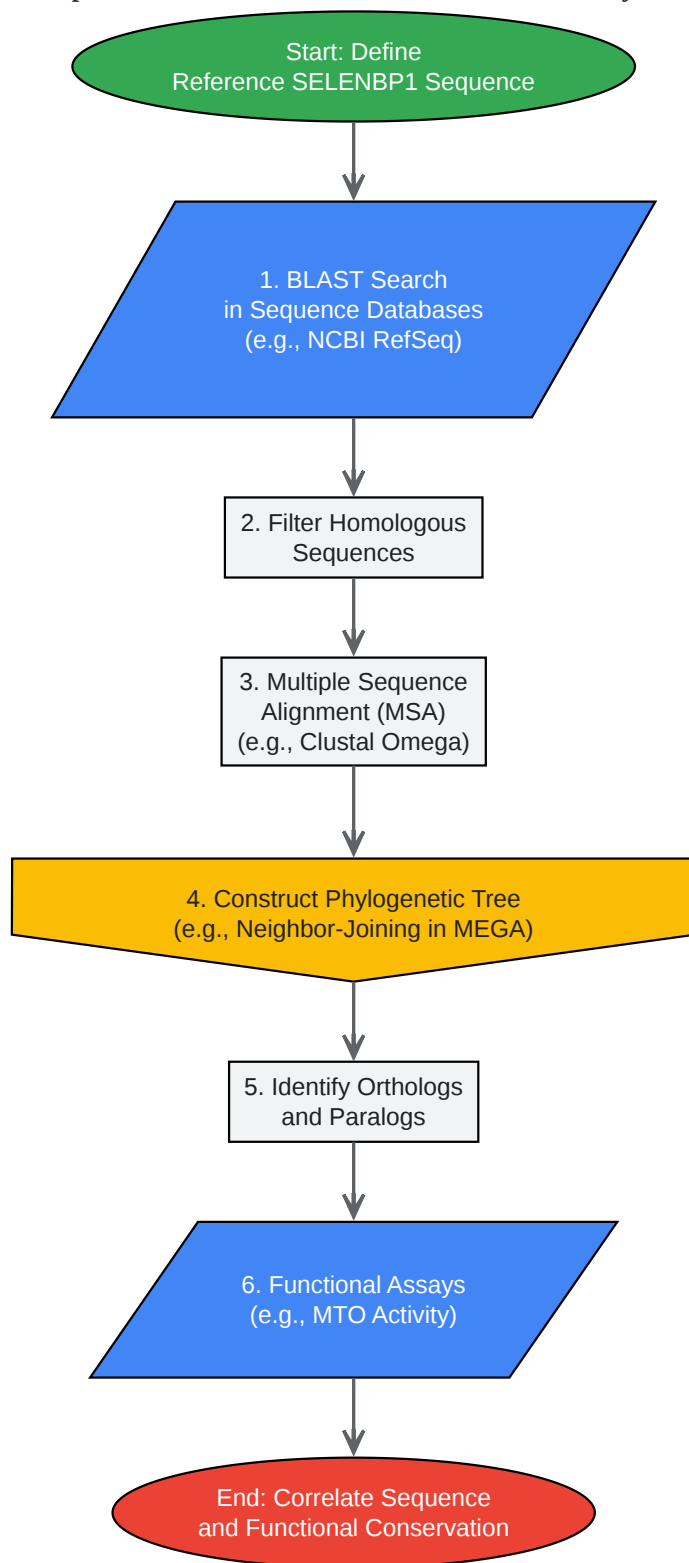 Start: Define
Reference SELENBP1 Sequence
1. BLAST Search
in Sequence Databases
(e.g., NCBI RefSeq)
2. Filter Homologous
Sequences
3. Multiple Sequence
Alignment (MSA)
(e.g., Clustal Omega)
4. Construct Phylogenetic Tree
(e.g., Neighbor-Joining in MEGA)
5. Identify Orthologs
and Paralogs
6. Functional Assays
(e.g., MTO Activity)
End: Correlate Sequence
and Functional Conservation